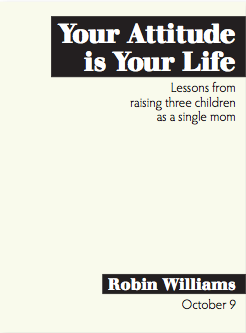 Your Attitude
is Your Life
Lessons from
raising three children
as a single mom
Robin Williams
October 9